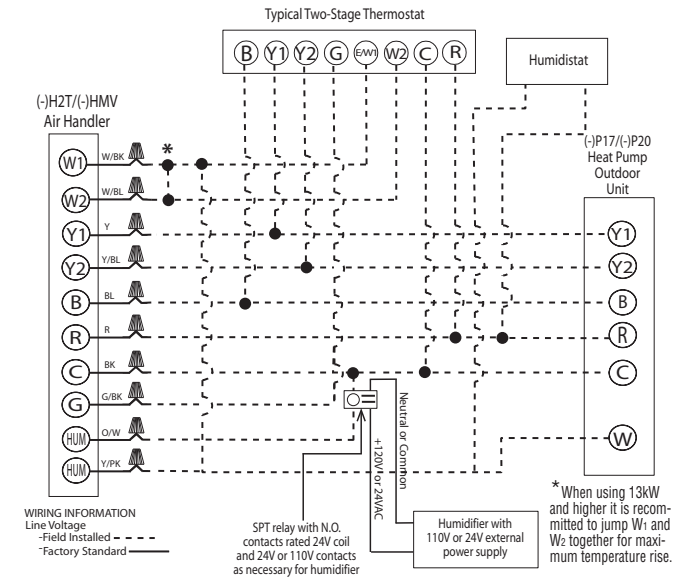 Typical Two-Stage Thermostat
B Y1 Y2 G E/W1 W2 C R
Humidistat
(-)H2T/(-)HMV
Air Handler
(-)P17/(-)P20
Heat Pump
Outdoor
Unit
W1 W/BK
*
W2 W/BL
Y1 Y Y1
Y2 Y/BL Y2
B BL B
R R R
C BK C
G G/BK
HUM O/W
HUM Y/PK
W
Neutral or Common
+120V or 24VAC
WIRING INFORMATION
Line Voltage
-Field Installed
-Factory Standard
SPT relay with N.O.
contacts rated 24V coil
and 24V or 110V contacts
as necessary for humidifier
Humidifier with
110V or 24V external
power supply
*When using 13kW
and higher it is recom-
mitted to jump W1 and
W2 together for maxi-
mum temperature rise.